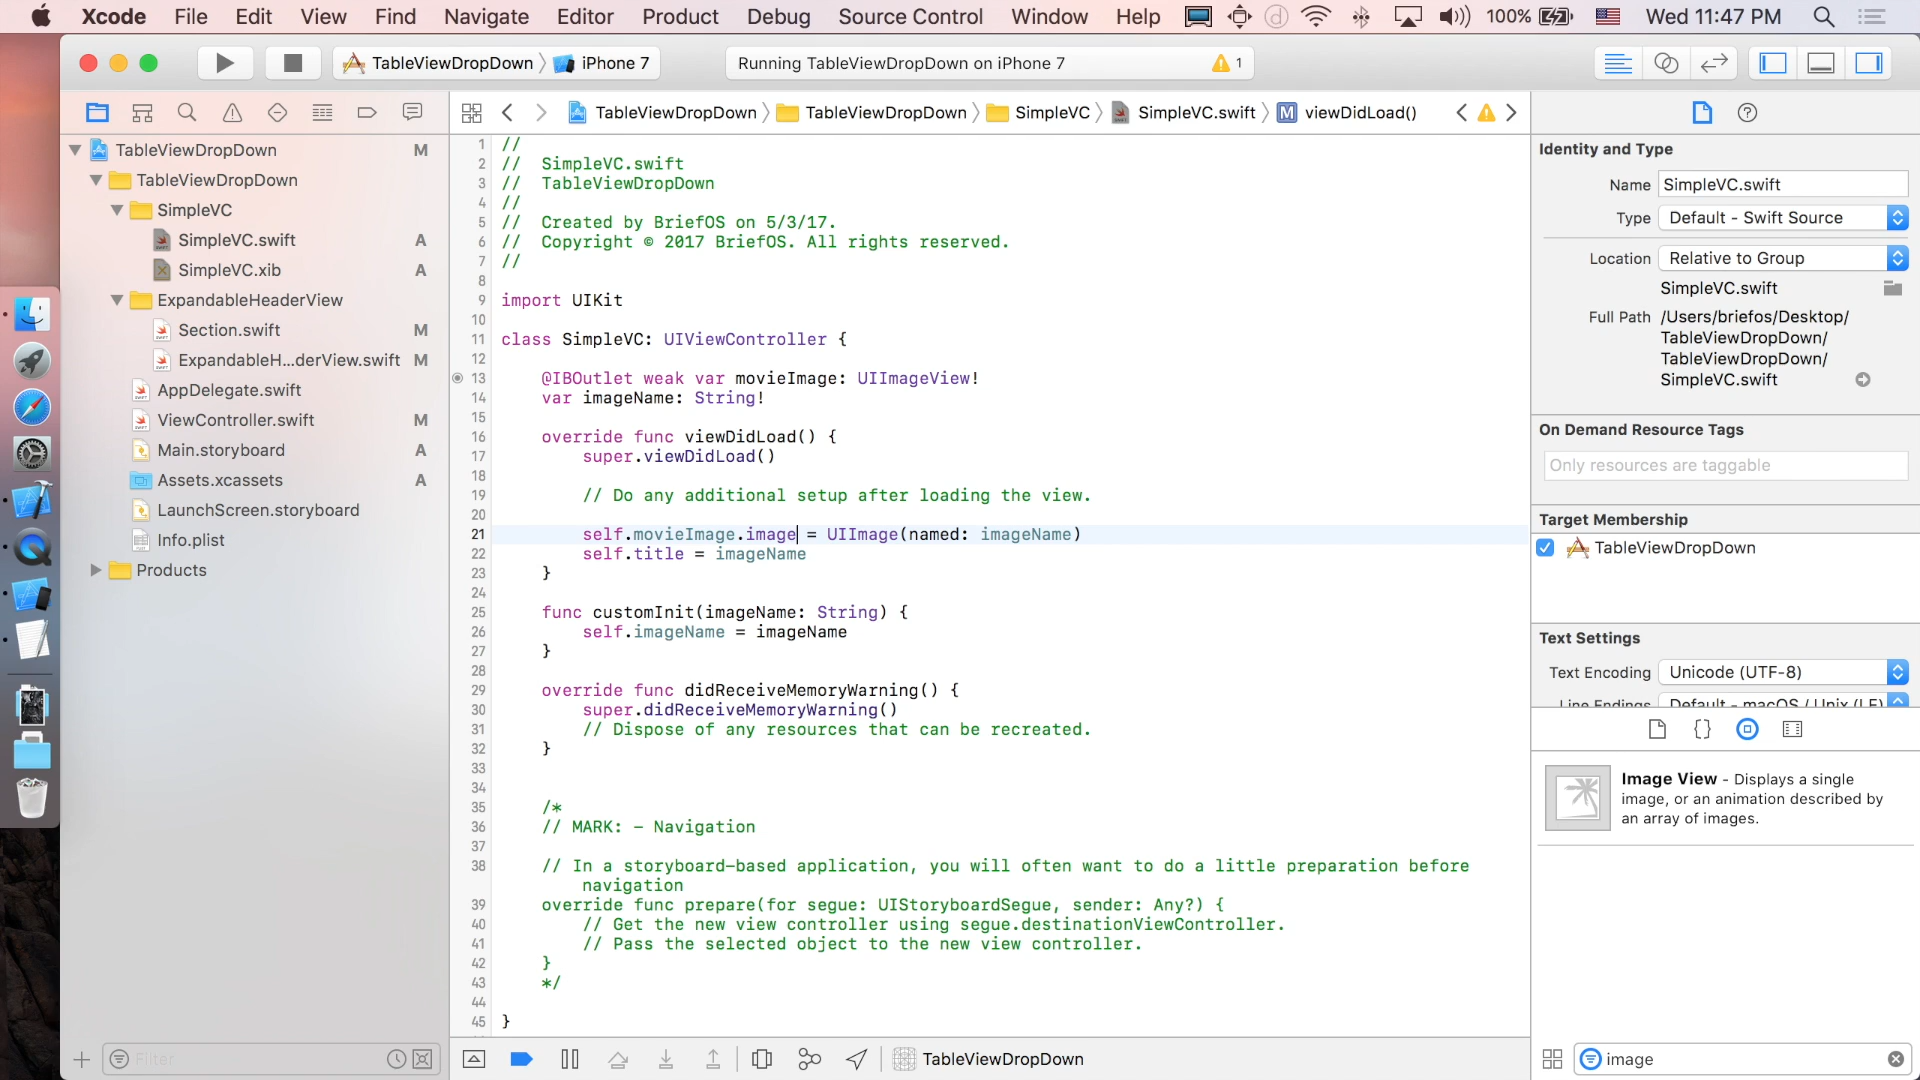 Xcode File Edit View Find Navigate Editor Product Debug Source Control Window Help 100% Wed 11:47 PM
TableViewDropDown iPhone 7 Running TableViewDropDown on iPhone 7 1
TableViewDropDown TableViewDropDown SimpleVC SimpleVC.swift M viewDidLoad()
TableViewDropDown M
TableViewDropDown
SimpleVC
SimpleVC.swift A
SimpleVC.xib A
ExpandableHeaderView
Section.swift M
ExpandableH...derView.swift M
AppDelegate.swift
ViewController.swift M
Main.storyboard A
Assets.xcassets A
LaunchScreen.storyboard
Info.plist
Products
Filter
1 //
2 // SimpleVC.swift
3 // TableViewDropDown
4 //
5 // Created by BriefOS on 5/3/17.
6 // Copyright © 2017 BriefOS. All rights reserved.
7 //
8
9 import UIKit
10
11 class SimpleVC: UIViewController {
12
13 @IBOutlet weak var movieImage: UIImageView!
14 var imageName: String!
15
16 override func viewDidLoad() {
17 super.viewDidLoad()
18
19 // Do any additional setup after loading the view.
20
21 self.movieImage.image = UIImage(named: imageName)
22 self.title = imageName
23 }
24
25 func customInit(imageName: String) {
26 self.imageName = imageName
27 }
28
29 override func didReceiveMemoryWarning() {
30 super.didReceiveMemoryWarning()
31 // Dispose of any resources that can be recreated.
32 }
33
34
35 /*
36 // MARK: - Navigation
37
38 // In a storyboard-based application, you will often want to do a little preparation before
navigation
39 override func prepare(for segue: UIStoryboardSegue, sender: Any?) {
40 // Get the new view controller using segue.destinationViewController.
41 // Pass the selected object to the new view controller.
42 }
43 */
44
45 }
TableViewDropDown
Identity and Type
Name SimpleVC.swift
Type Default - Swift Source
Location Relative to Group
SimpleVC.swift
Full Path /Users/briefos/Desktop/
TableViewDropDown/
TableViewDropDown/
SimpleVC.swift
On Demand Resource Tags
Only resources are taggable
Target Membership
TableViewDropDown
Text Settings
Text Encoding Unicode (UTF-8)
Line Endings Default - macOS / Unix (LF)
{}
Image View - Displays a single
image, or an animation described by
an array of images.
image